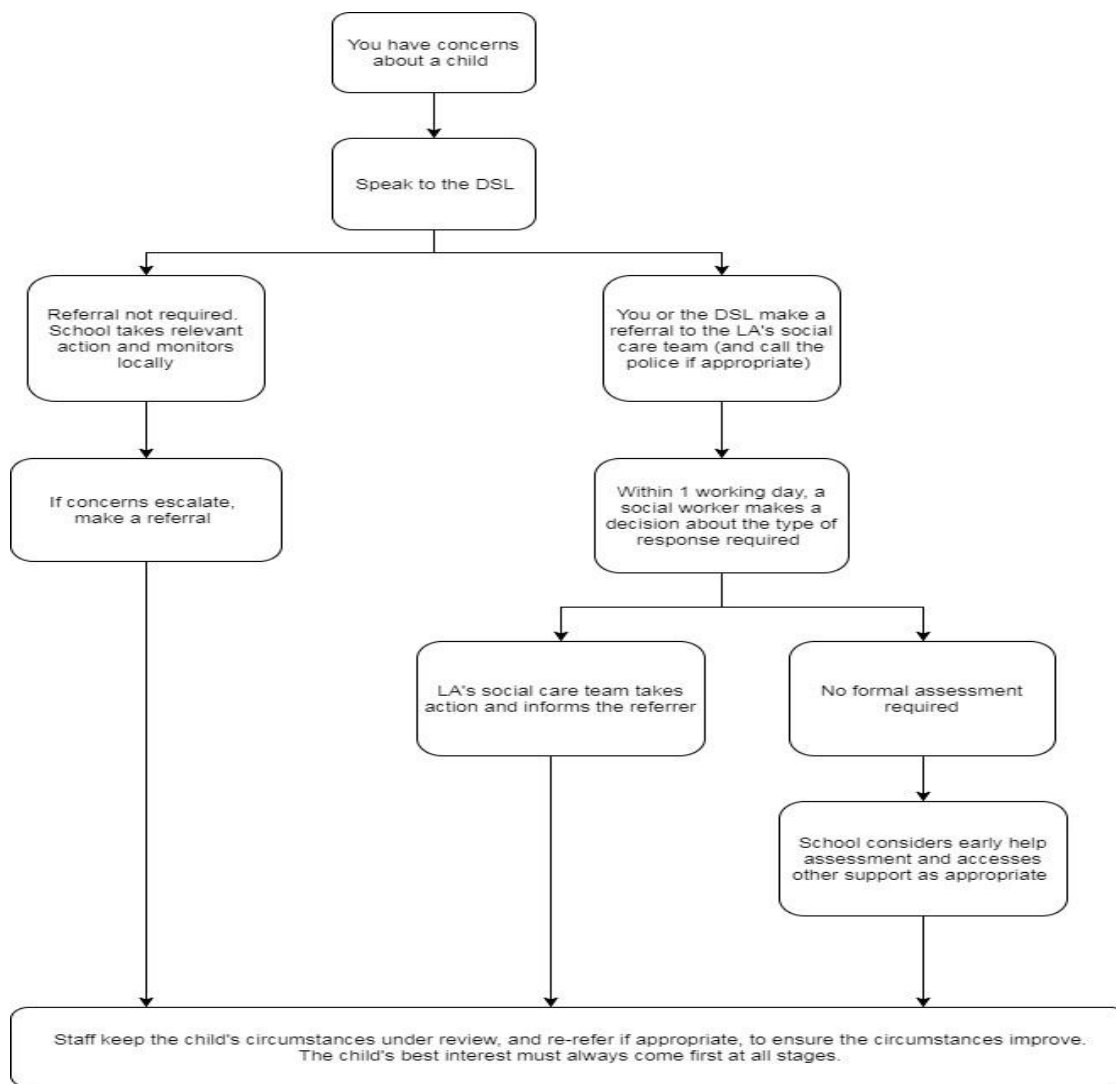 You have concerns
about a child
Speak to the DSL
Referral not required.
School takes relevant
action and monitors
locally
You or the DSL make a
referral to the LA's social
care team (and call the
police if appropriate)
If concerns escalate,
make a referral
Within 1 working day, a
social worker makes a
decision about the type of
response required
LA's social care team takes
action and informs the referrer
No formal assessment
required
School considers early help
assessment and accesses
other support as appropriate
Staff keep the child's circumstances under review, and re-refer if appropriate, to ensure the circumstances improve.
The child's best interest must always come first at all stages.